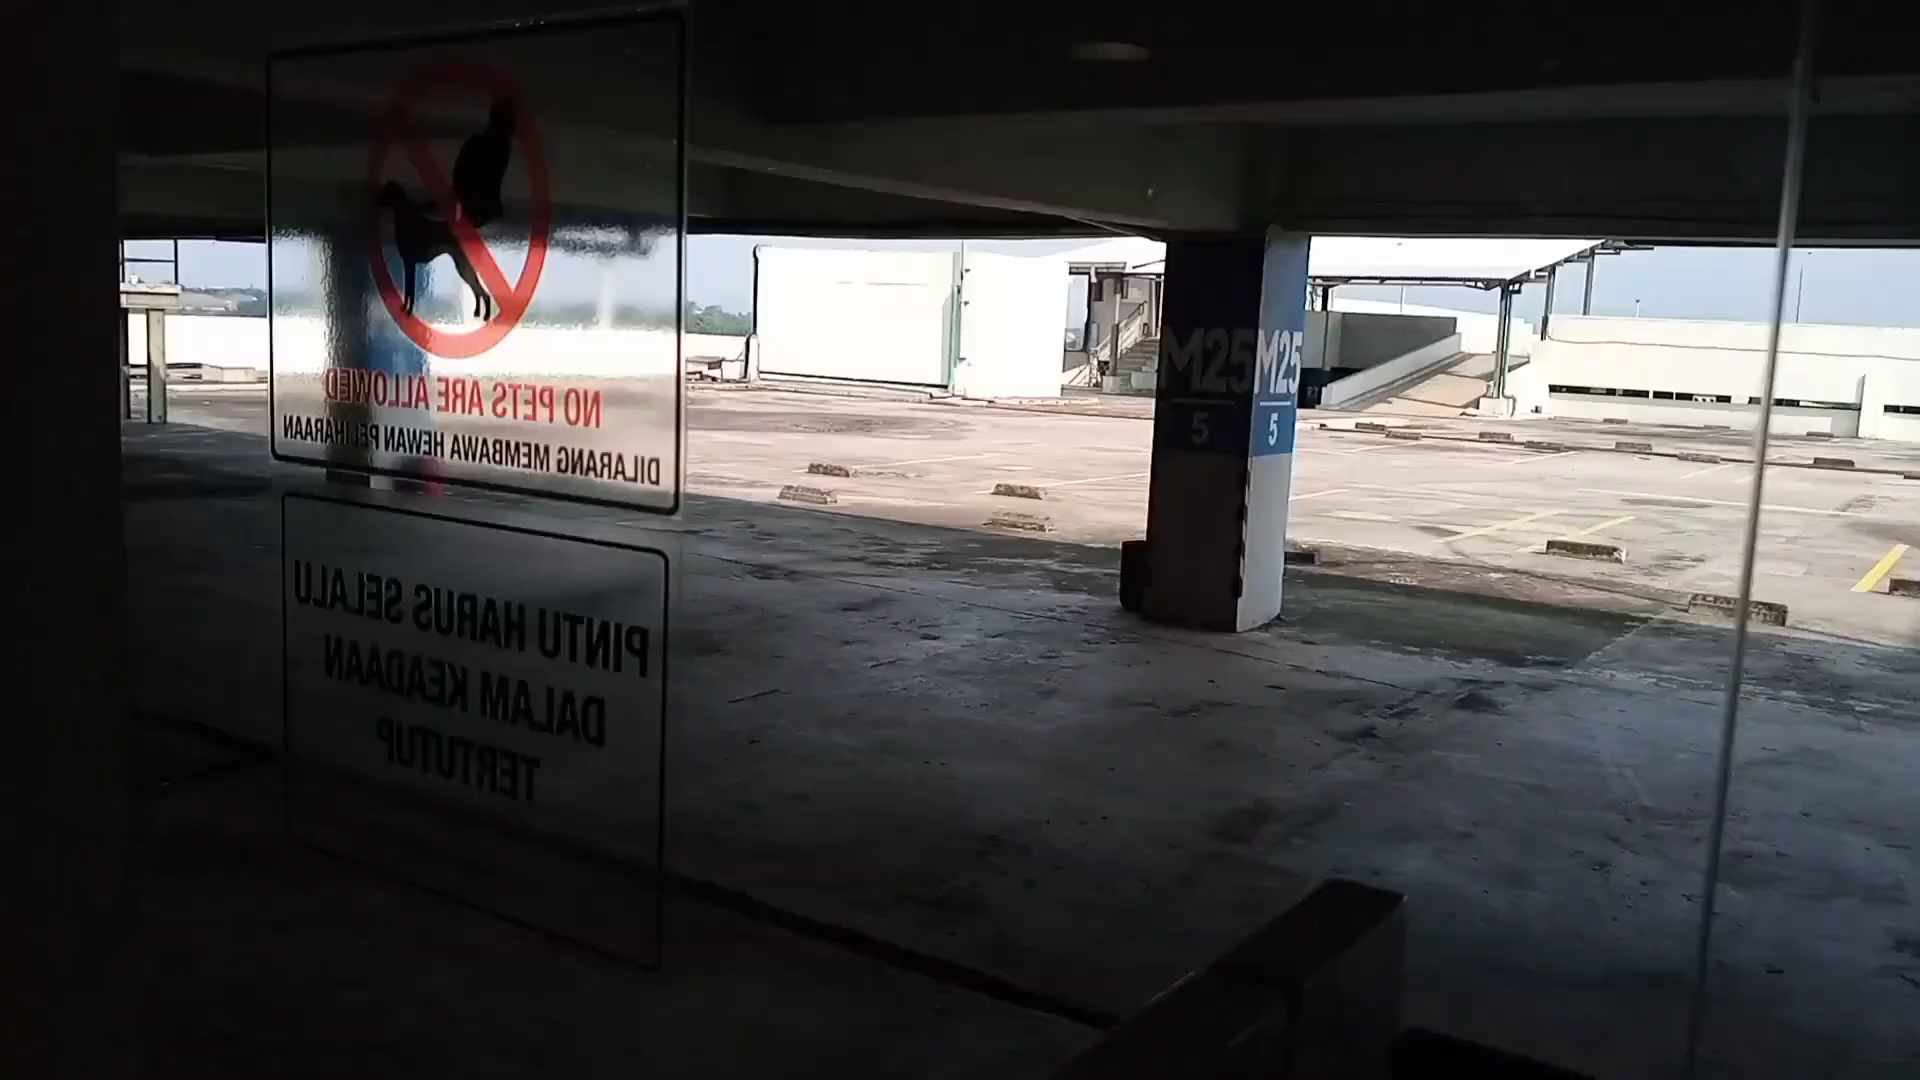 NO PETS ARE ALLOWED
DILARANG MEMBAWA HEWAN PELIHARAAN
PINTU HARUS SELALU
DALAM KEADAAN
TERTUTUP
M25
5
M25
5